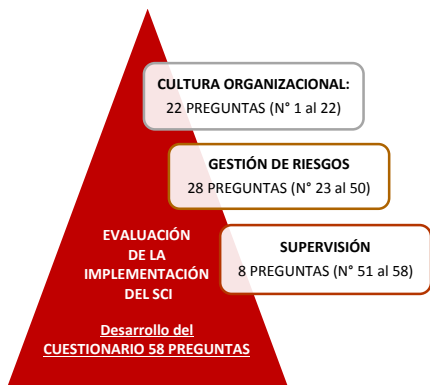 CULTURA ORGANIZACIONAL:
22 PREGUNTAS (N° 1 al 22)
GESTIÓN DE RIESGOS
28 PREGUNTAS (N° 23 al 50)
SUPERVISIÓN
8 PREGUNTAS (N° 51 al 58)
EVALUACIÓN
DE LA
IMPLEMENTACIÓN
DEL SCI
Desarrollo del
CUESTIONARIO 58 PREGUNTAS